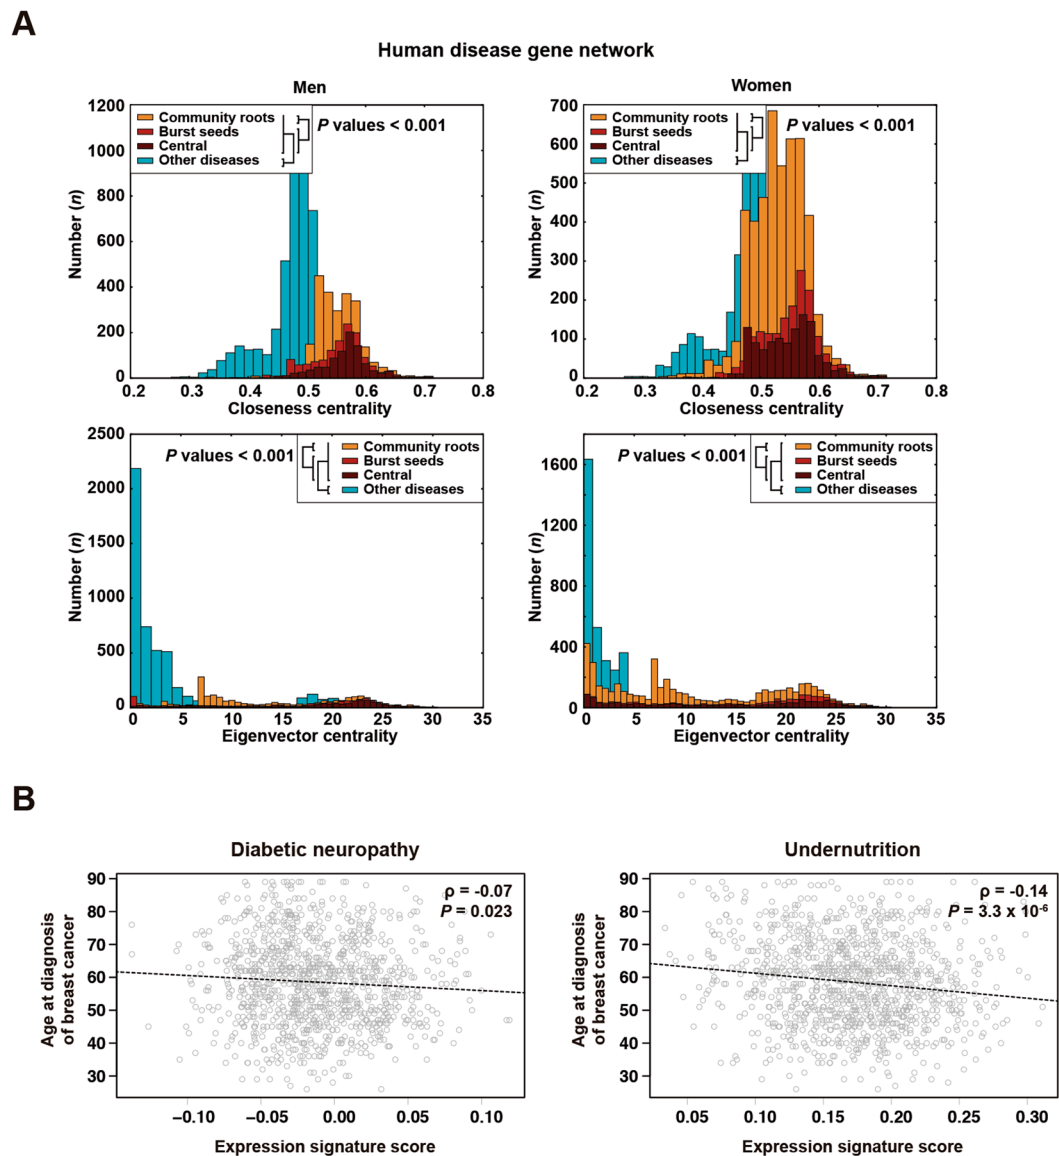 A
Human disease gene network
Men
Women
1200
1000
800
600
400
200
0
Number (n)
Community roots
Burst seeds
Central
Other diseases
P values < 0.001
0.2 0.3 0.4 0.5 0.6 0.7 0.8
Closeness centrality
700
600
500
400
300
200
100
0
Number (n)
Community roots
Burst seeds
Central
Other diseases
P values < 0.001
0.2 0.3 0.4 0.5 0.6 0.7 0.8
Closeness centrality
2500
2000
1500
1000
500
0
Number (n)
P values < 0.001
Community roots
Burst seeds
Central
Other diseases
0 5 10 15 20 25 30 35
Eigenvector centrality
1600
1200
800
400
0
Number (n)
P values < 0.001
Community roots
Burst seeds
Central
Other diseases
0 5 10 15 20 25 30 35
Eigenvector centrality
B
Diabetic neuropathy
90
80
70
60
50
40
30
Age at diagnosis
of breast cancer
ρ = -0.07
P = 0.023
−0.10 −0.05 0.00 0.05 0.10
Expression signature score
Undernutrition
90
80
70
60
50
40
30
Age at diagnosis
of breast cancer
ρ = -0.14
P = 3.3 x 10⁻⁶
0.05 0.10 0.15 0.20 0.25 0.30
Expression signature score